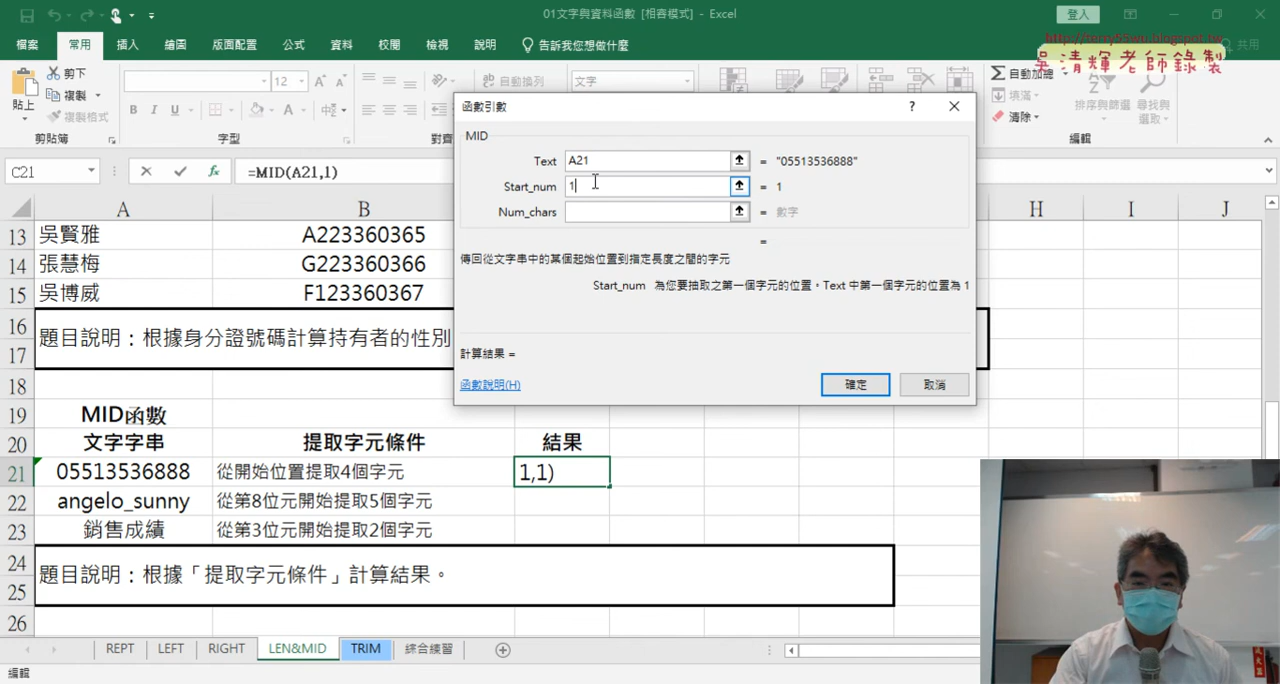 01文字與資料函數 [相容模式] - Excel
登入
http://terry55wu.blogspot.tw
吳清輝老師錄製
檔案 常用 插入 繪圖 版面配置 公式 資料 校閱 檢視 說明 告訴我您想做什麼 共用
剪下
複製
複製格式
貼上
剪貼簿
12
B I U
字型
自動換列
文字
自動加總
填滿
清除
排序與篩選
尋找與選取
編輯
C21
=MID(A21,1)
函數引數
MID
Text A21 = "05513536888"
Start_num 1 = 1
Num_chars = 數字
=
傳回從文字串中的某個起始位置到指定長度之間的字元
Start_num 為您要抽取之第一個字元的位置。Text 中第一個字元的位置為 1
計算結果 =
函數說明(H)
確定 取消
A B H I J
13 吳賢雅 A223360365
14 張慧梅 G223360366
15 吳博威 F123360367
16
題目說明：根據身分證號碼計算持有者的性別
17
18
19 MID函數
20 文字字串 提取字元條件 結果
21 05513536888 從開始位置提取4個字元 1,1)
22 angelo_sunny 從第8位元開始提取5個字元
23 銷售成績 從第3位元開始提取2個字元
24
題目說明：根據「提取字元條件」計算結果。
25
26
REPT LEFT RIGHT LEN&MID TRIM 綜合練習
編輯